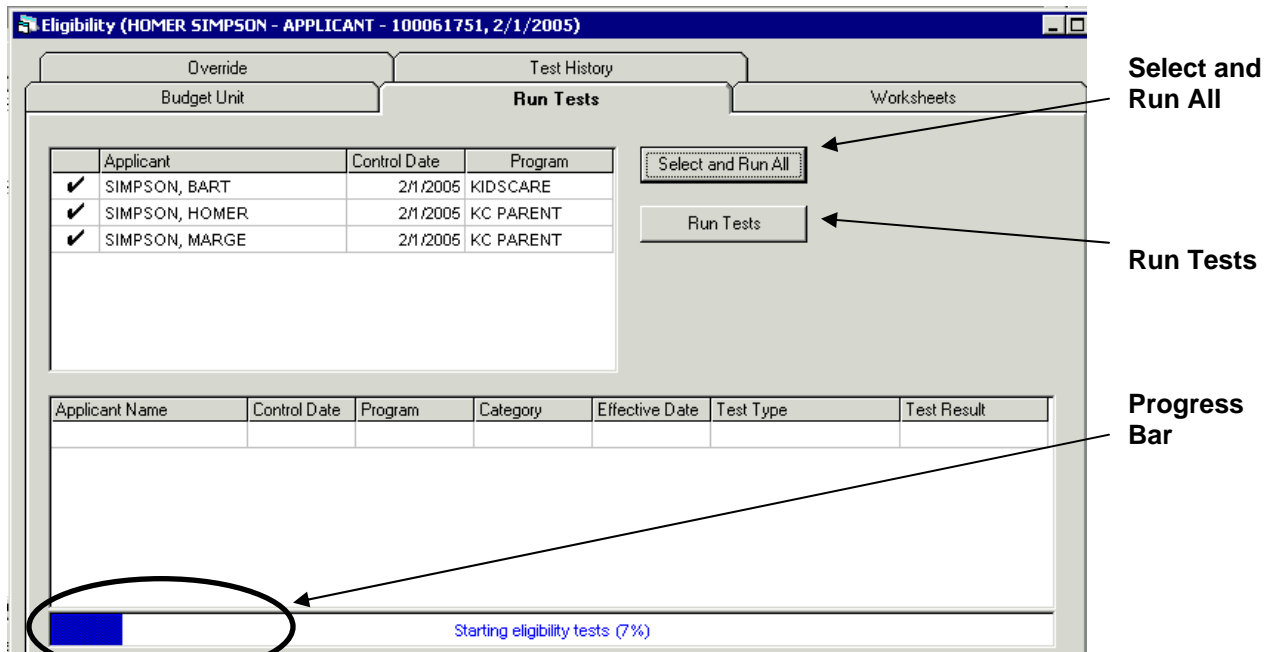 Eligibility (HOMER SIMPSON - APPLICANT - 100061751, 2/1/2005)
Override Test History
Budget Unit Run Tests Worksheets
Select and
Run All
Applicant Control Date Program
✔ SIMPSON, BART 2/1/2005 KIDSCARE
✔ SIMPSON, HOMER 2/1/2005 KC PARENT
✔ SIMPSON, MARGE 2/1/2005 KC PARENT
Select and Run All
Run Tests
Run Tests
Applicant Name Control Date Program Category Effective Date Test Type Test Result
Progress
Bar
Starting eligibility tests (7%)